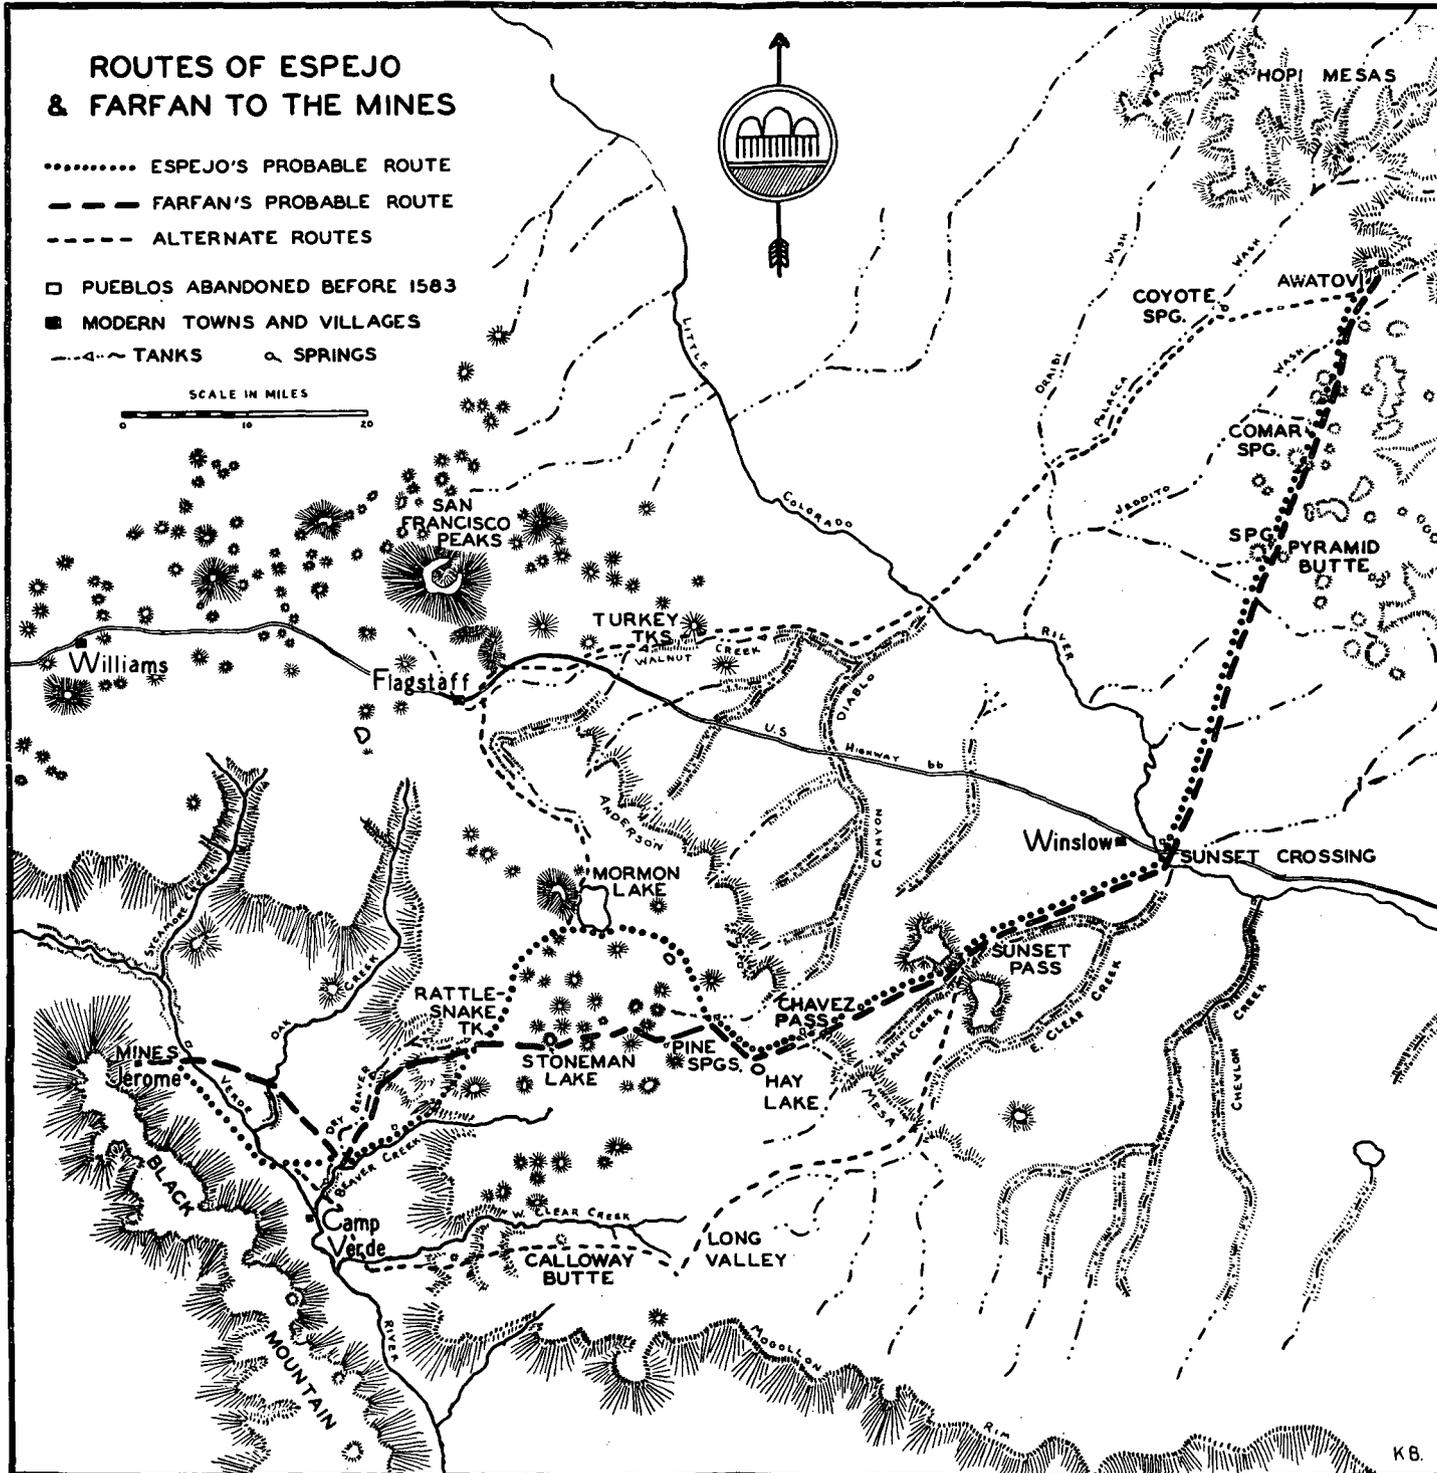 ROUTES OF ESPEJO
& FARFAN TO THE MINES
ESPEJO'S PROBABLE ROUTE
FARFAN'S PROBABLE ROUTE
ALTERNATE ROUTES
PUEBLOS ABANDONED BEFORE 1583
MODERN TOWNS AND VILLAGES
TANKS
SPRINGS
SCALE IN MILES
0 10 20
HOPI MESAS
WASH
WASH
AWATOVI
COYOTE
SPG.
LITTLE
ORAIBI
POLACCA
WASH
COMAR
SPG.
JEDDITO
COLORADO
SAN
FRANCISCO
PEAKS
SPG.
PYRAMID
BUTTE
TURKEY
TKS.
WALNUT
CREEK
RIVER
Williams
Flagstaff
DIABLO
U.S
HIGHWAY
66
ANDERSON
CANYON
Winslow
SUNSET CROSSING
MORMON
LAKE
SYCAMORE CREEK
SUNSET
PASS
OAK
CREEK
RATTLE-
SNAKE
TK.
CHAVEZ
PASS
SALT CREEK
E. CLEAR
CREEK
CREEK
MINES
Jerome
VERDE
STONEMAN
LAKE
PINE
SPGS.
HAY
LAKE
MESA
CHEVLON
DRY BEAVER
BEAVER CREEK
BLACK
Camp
Verde
W. CLEAR CREEK
CALLOWAY
BUTTE
LONG
VALLEY
RIVER
MOUNTAIN
MOGOLLON
RIM
KB.